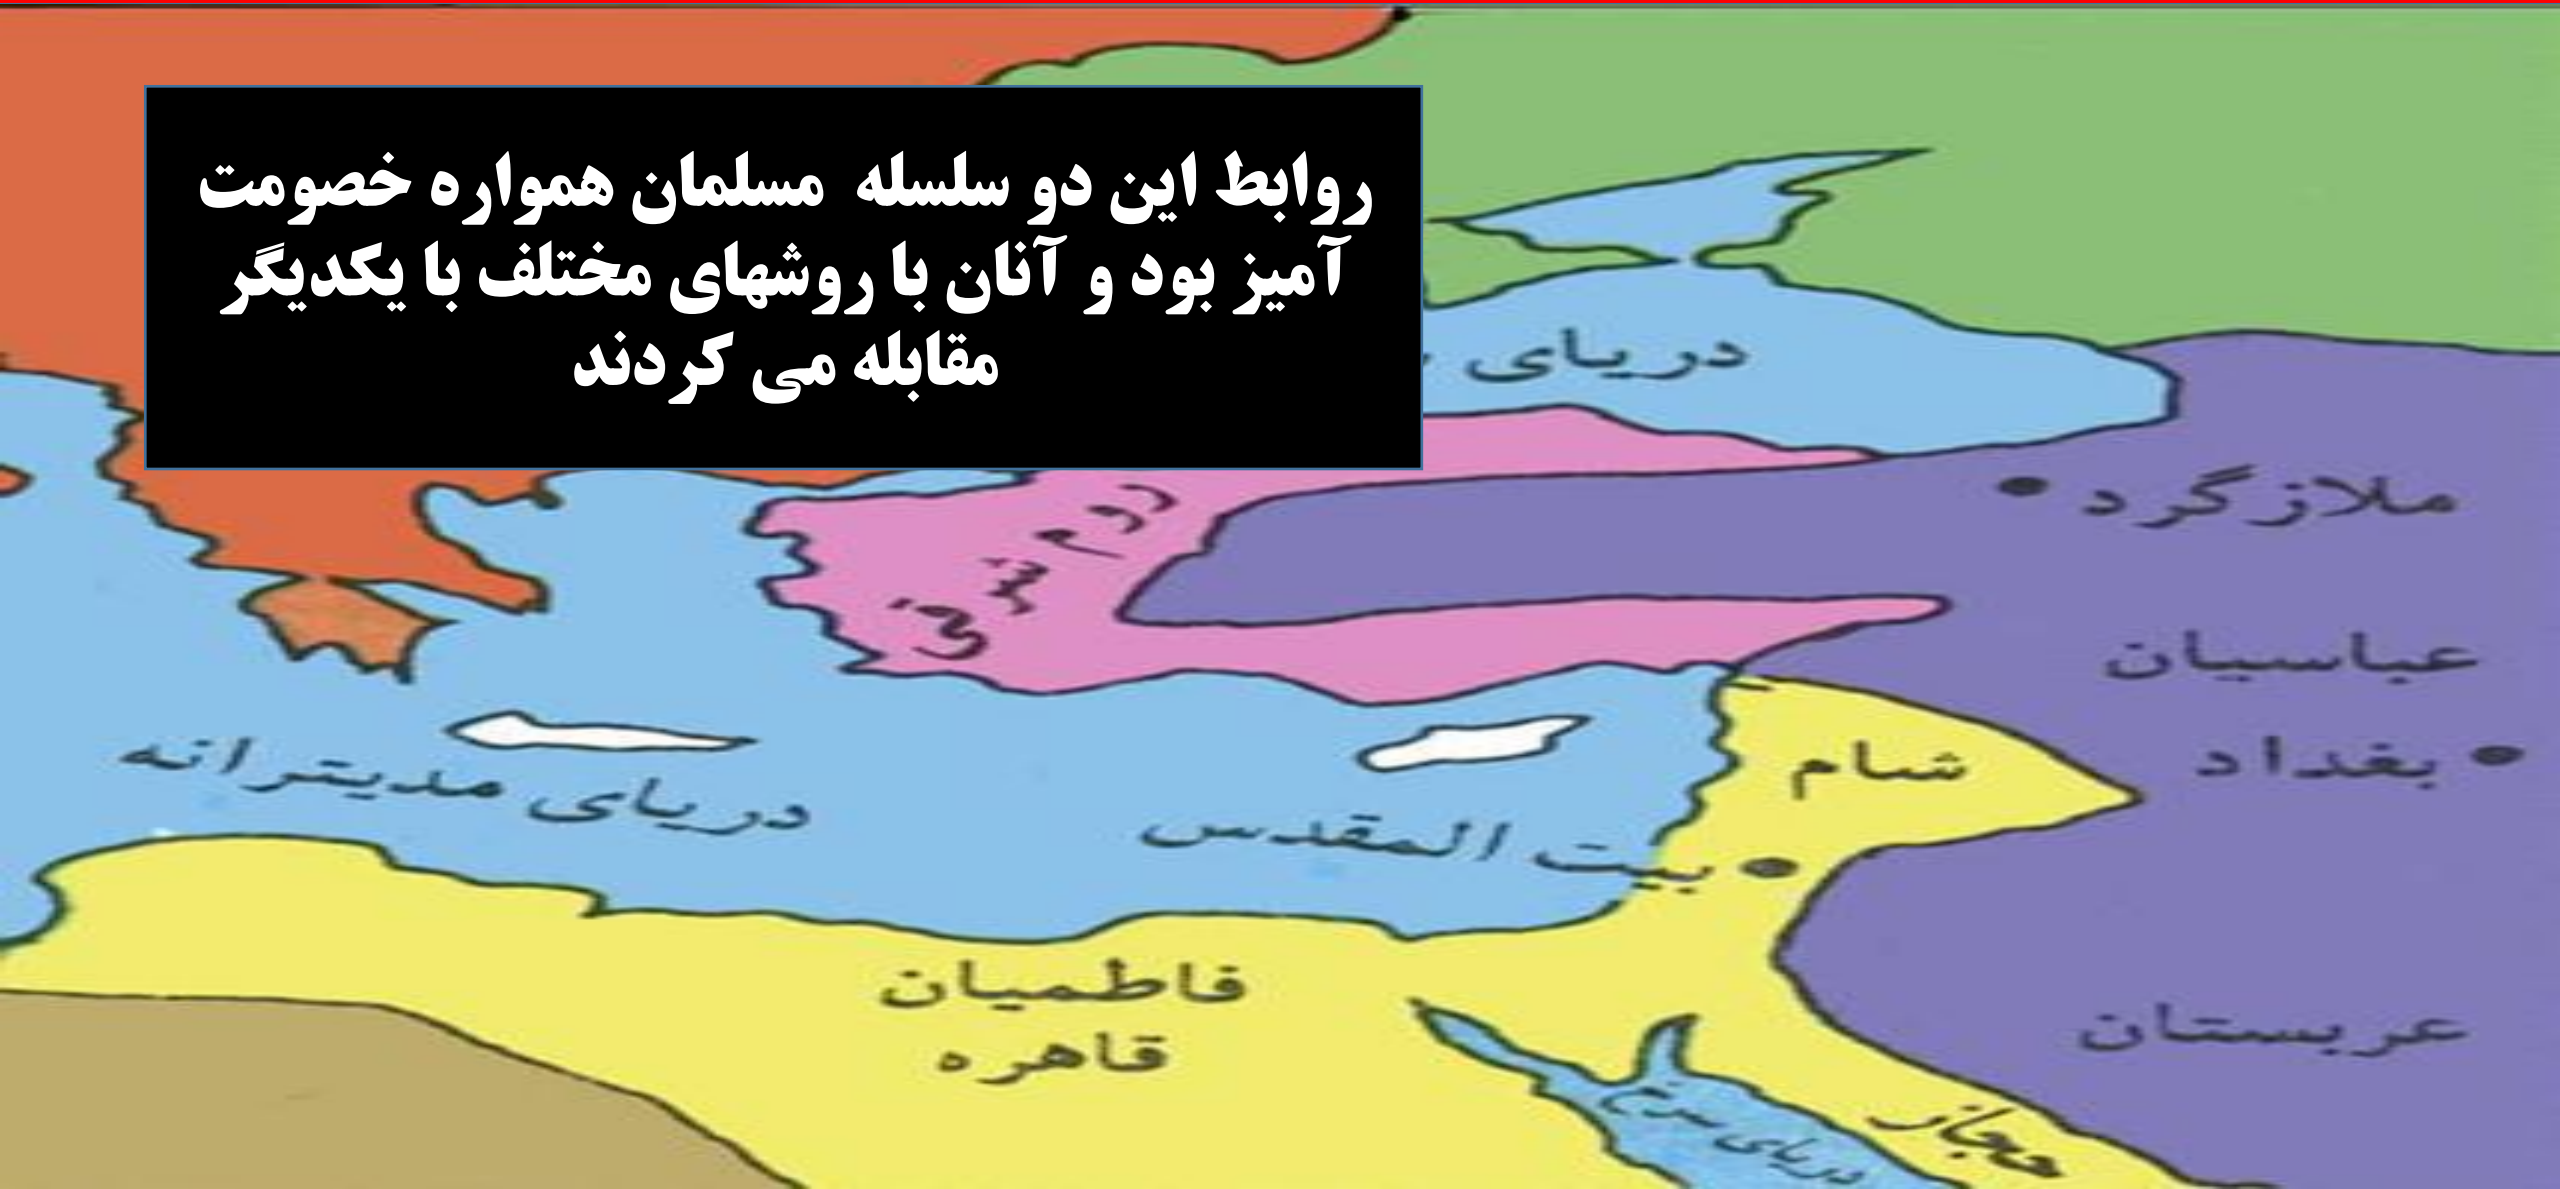 روابط این دو سلسله مسلمان همواره خصومت
آمیز بود و آنان با روشهای مختلف با یکدیگر
مقابله می کردند
دریای
ملازگرد
روم شرقی
عباسیان
بغداد
شام
دریای مدیترانه
بیت المقدس
فاطمیان
قاهره
عربستان
حجاز
دریای سرخ